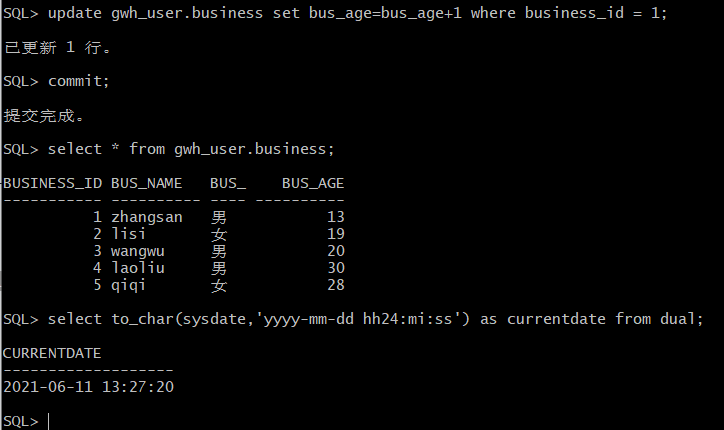 SQL> update gwh_user.business set bus_age=bus_age+1 where business_id = 1;
已更新 1 行。
SQL> commit;
提交完成。
SQL> select * from gwh_user.business;
BUSINESS_ID BUS_NAME   BUS_    BUS_AGE
----------- ---------- ---- ----------
          1 zhangsan   男           13
          2 lisi       女           19
          3 wangwu     男           20
          4 laoliu     男           30
          5 qiqi       女           28
SQL> select to_char(sysdate,'yyyy-mm-dd hh24:mi:ss') as currentdate from dual;
CURRENTDATE
-------------------
2021-06-11 13:27:20
SQL>